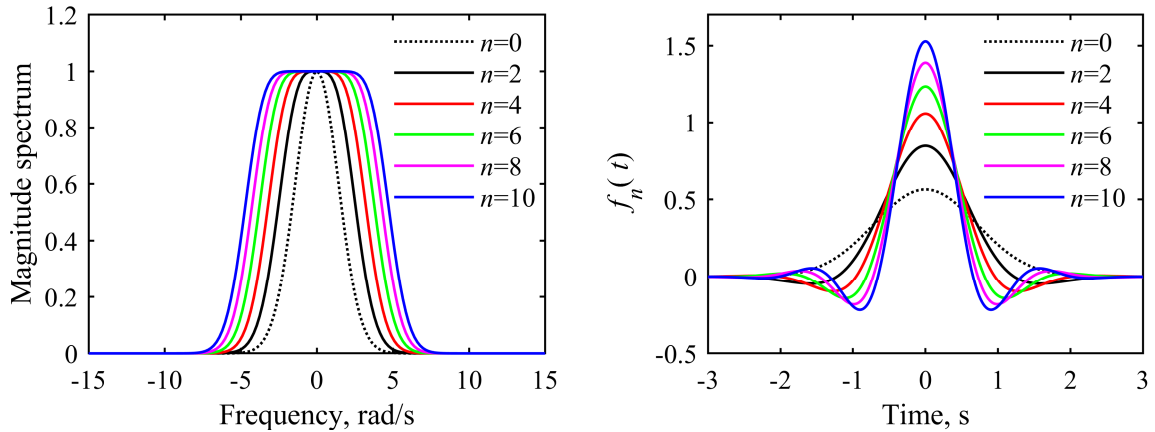 1.2
1
0.8
0.6
0.4
0.2
0
-15 -10 -5 0 5 10 15
Magnitude spectrum
Frequency, rad/s
n=0
n=2
n=4
n=6
n=8
n=10
1.5
1
0.5
0
-0.5
-3 -2 -1 0 1 2 3
fn(t)
Time, s
n=0
n=2
n=4
n=6
n=8
n=10